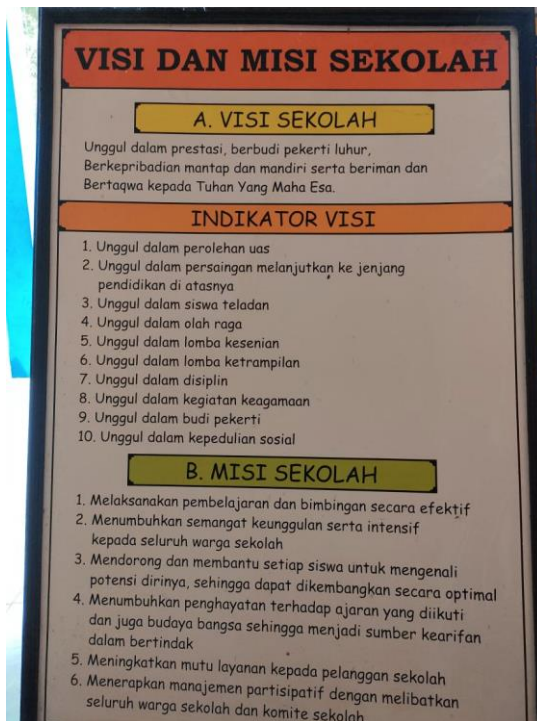 VISI DAN MISI SEKOLAH
A. VISI SEKOLAH
Unggul dalam prestasi, berbudi pekerti luhur,
Berkepribadian mantap dan mandiri serta beriman dan
Bertaqwa kepada Tuhan Yang Maha Esa.
INDIKATOR VISI
1. Unggul dalam perolehan uas
2. Unggul dalam persaingan melanjutkan ke jenjang
pendidikan di atasnya
3. Unggul dalam siswa teladan
4. Unggul dalam olah raga
5. Unggul dalam lomba kesenian
6. Unggul dalam lomba ketrampilan
7. Unggul dalam disiplin
8. Unggul dalam kegiatan keagamaan
9. Unggul dalam budi pekerti
10. Unggul dalam kepedulian sosial
B. MISI SEKOLAH
1. Melaksanakan pembelajaran dan bimbingan secara efektif
2. Menumbuhkan semangat keunggulan serta intensif
kepada seluruh warga sekolah
3. Mendorong dan membantu setiap siswa untuk mengenali
potensi dirinya, sehingga dapat dikembangkan secara optimal
4. Menumbuhkan penghayatan terhadap ajaran yang diikuti
dan juga budaya bangsa sehingga menjadi sumber kearifan
dalam bertindak
5. Meningkatkan mutu layanan kepada pelanggan sekolah
6. Menerapkan manajemen partisipatif dengan melibatkan
seluruh warga sekolah dan komite sekolah